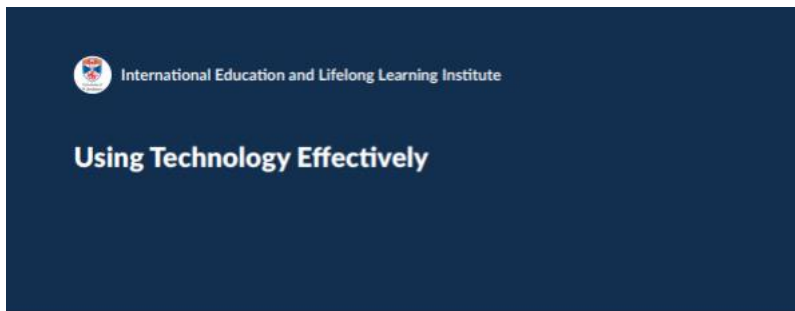 International Education and Lifelong Learning Institute
Using Technology Effectively